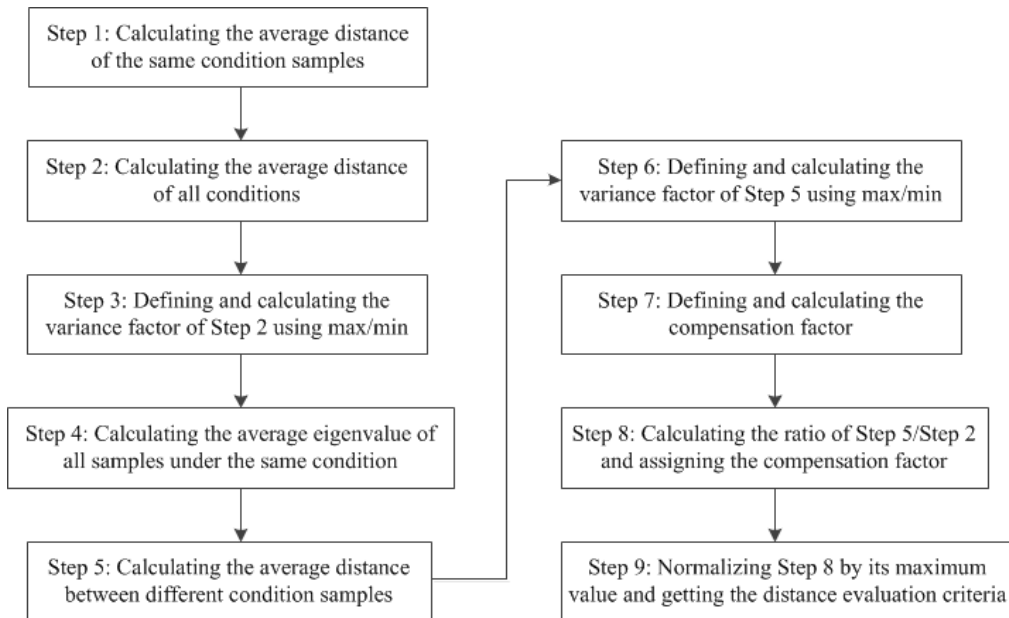 Step 1: Calculating the average distance
of the same condition samples
Step 2: Calculating the average distance
of all conditions
Step 3: Defining and calculating the
variance factor of Step 2 using max/min
Step 4: Calculating the average eigenvalue of
all samples under the same condition
Step 5: Calculating the average distance
between different condition samples
Step 6: Defining and calculating the
variance factor of Step 5 using max/min
Step 7: Defining and calculating the
compensation factor
Step 8: Calculating the ratio of Step 5/Step 2
and assigning the compensation factor
Step 9: Normalizing Step 8 by its maximum
value and getting the distance evaluation criteria